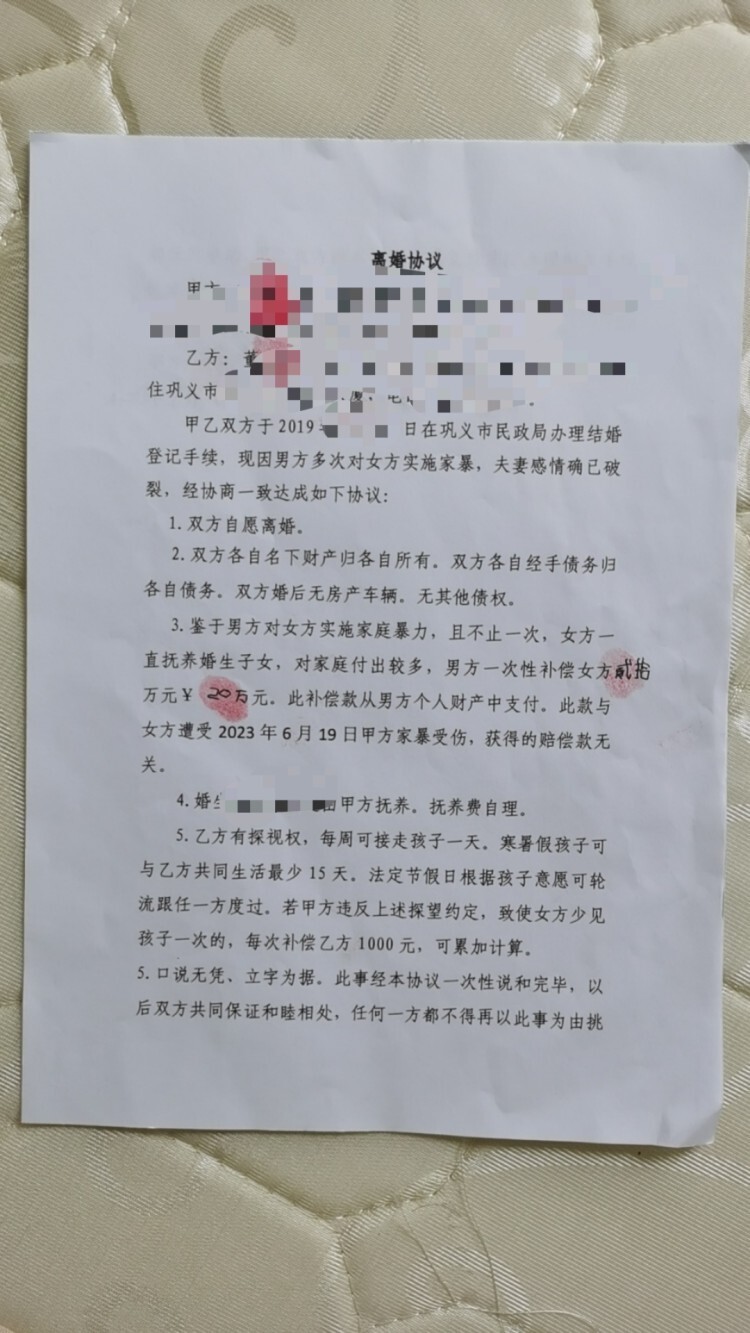 离婚协议
甲方
乙方：董
住巩义市
甲乙双方于2019 日在巩义市民政局办理结婚
登记手续，现因男方多次对女方实施家暴，夫妻感情确已破
裂，经协商一致达成如下协议：
1.双方自愿离婚。
2.双方各自名下财产归各自所有。双方各自经手债务归
各自债务。双方婚后无房产车辆。无其他债权。
3.鉴于男方对女方实施家庭暴力，且不止一次，女方一
直抚养婚生子女，对家庭付出较多，男方一次性补偿女方贰拾
万元￥ 20万元。此补偿款从男方个人财产中支付。此款与
女方遭受2023年6月19日甲方家暴受伤，获得的赔偿款无
关。
4.婚 甲方抚养。抚养费自理。
5.乙方有探视权，每周可接走孩子一天。寒暑假孩子可
与乙方共同生活最少15天。法定节假日根据孩子意愿可轮
流跟任一方度过。若甲方违反上述探望约定，致使女方少见
孩子一次的，每次补偿乙方1000元，可累加计算。
5.口说无凭、立字为据。此事经本协议一次性说和完毕，以
后双方共同保证和睦相处，任何一方都不得再以此事为由挑